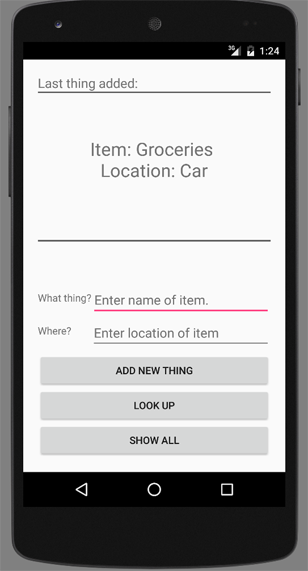 3G 1:24
Last thing added:
Item: Groceries
Location: Car
What thing? Enter name of item.
Where? Enter location of item
ADD NEW THING
LOOK UP
SHOW ALL